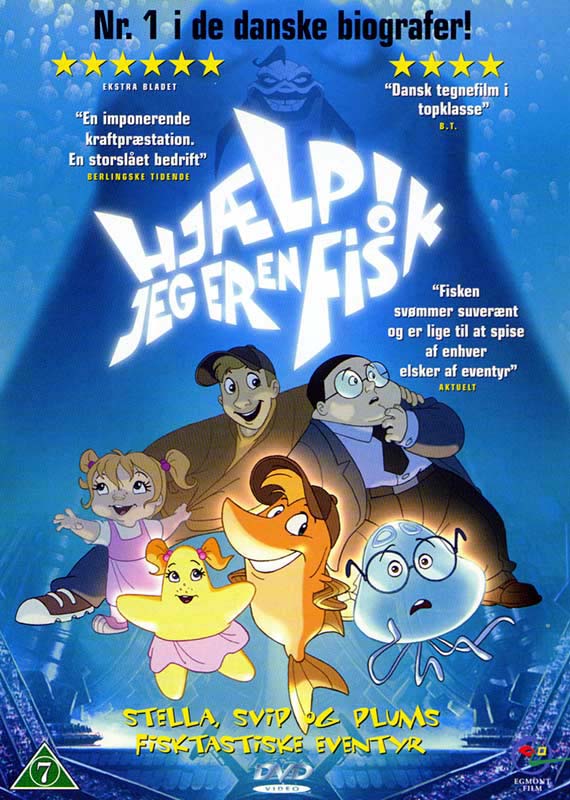 Nr. 1 i de danske biografer!
EKSTRA BLADET
"En imponerende
kraftpræstation.
En storslået bedrift"
BERLINGSKE TIDENDE
"Dansk tegnefilm i
topklasse"
B.T.
HJÆLP!
JEG ER EN FISK
"Fisken
svømmer suverænt
og er lige til at spise
af enhver
elsker af eventyr"
AKTUELT
STELLA, SVIP OG PLUMS
FISKTASTISKE EVENTYR
7
DVD
VIDEO
EGMONT
FILM